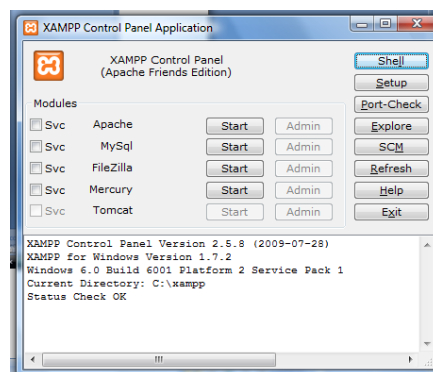 XAMPP Control Panel Application
XAMPP Control Panel
(Apache Friends Edition)
Shell
Setup
Modules
Port-Check
Svc Apache Start Admin Explore
Svc MySql Start Admin SCM
Svc FileZilla Start Admin Refresh
Svc Mercury Start Admin Help
Svc Tomcat Start Admin Exit
XAMPP Control Panel Version 2.5.8 (2009-07-28)
XAMPP for Windows Version 1.7.2
Windows 6.0 Build 6001 Platform 2 Service Pack 1
Current Directory: C:\xampp
Status Check OK